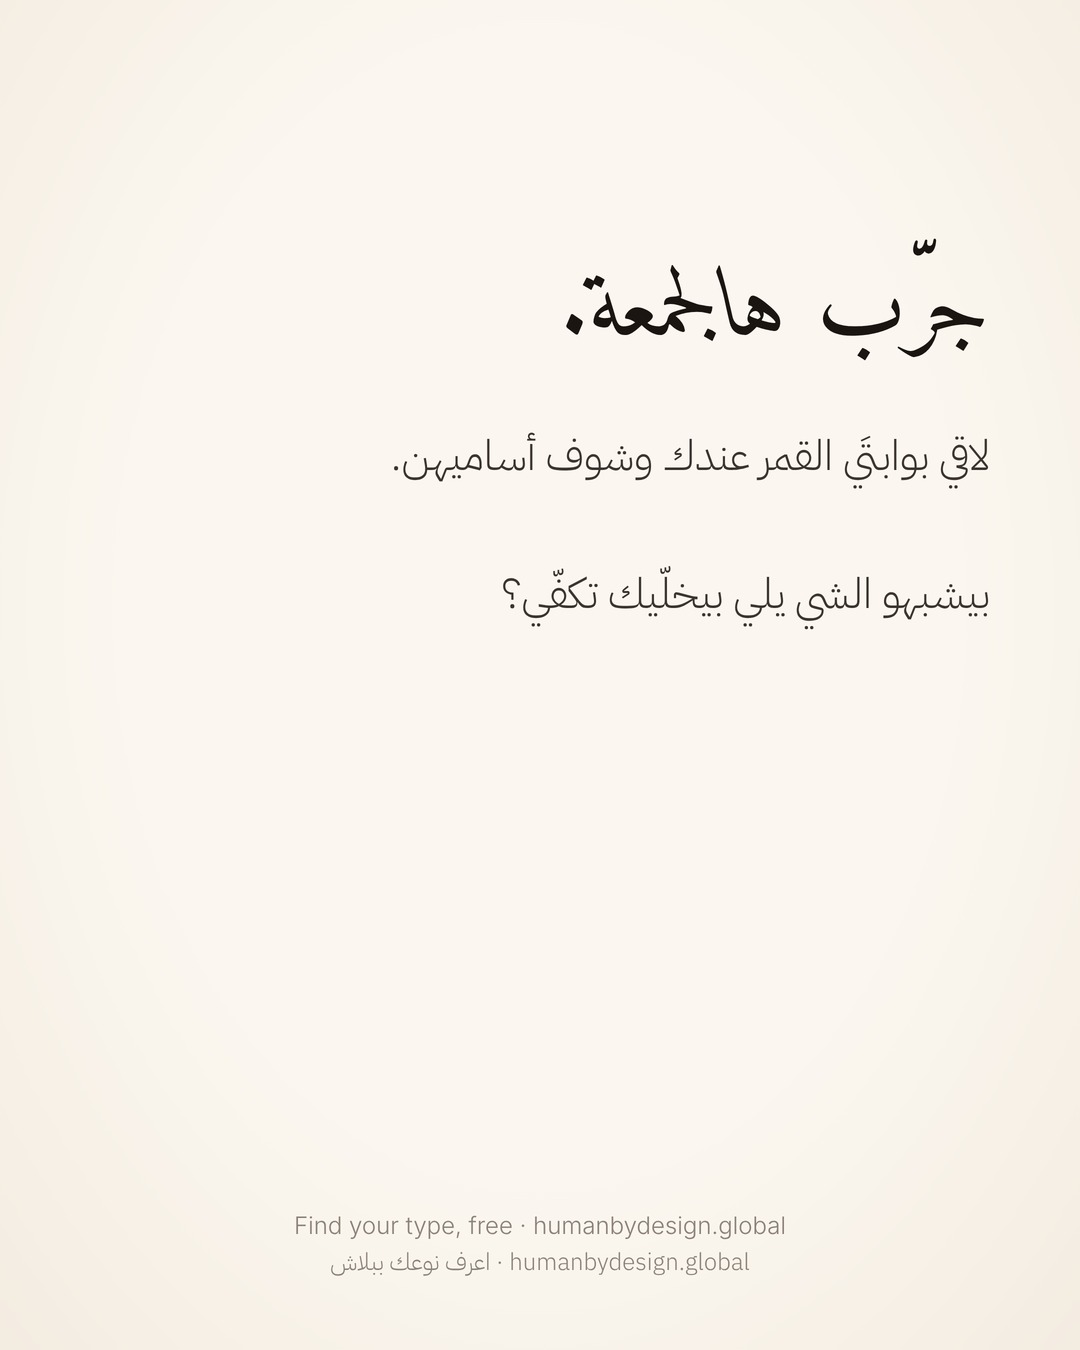 جرّب هالجمعة.
لاقي بوابتَي القمر عندك وشوف أساميهن.
بيشبهو الشي يلي بيخلّيك تكفّي؟
Find your type, free · humanbydesign.global
اعرف نوعك ببلاش · humanbydesign.global